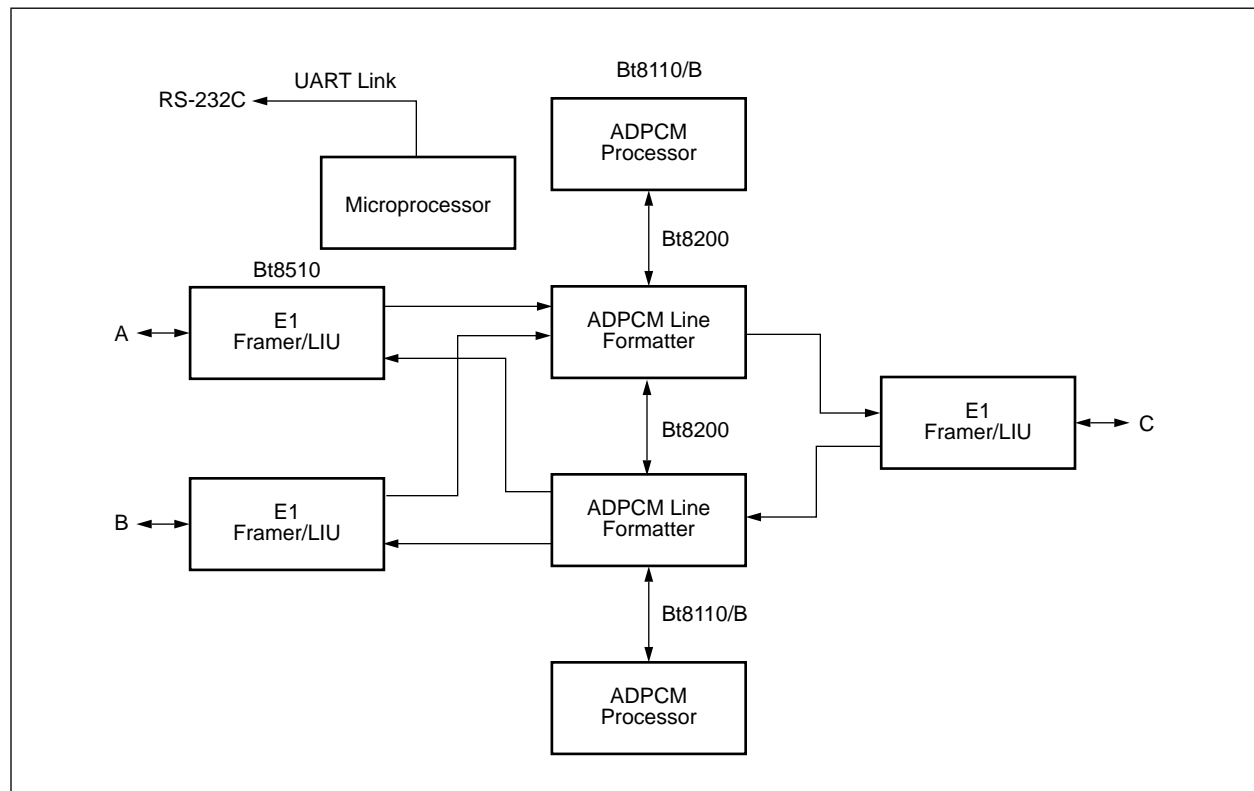 Bt8110/B
UART Link
RS-232C
ADPCM
Processor
Microprocessor
Bt8200
Bt8510
E1
Framer/LIU
A
ADPCM Line
Formatter
E1
Framer/LIU
C
Bt8200
E1
Framer/LIU
B
ADPCM Line
Formatter
Bt8110/B
ADPCM
Processor